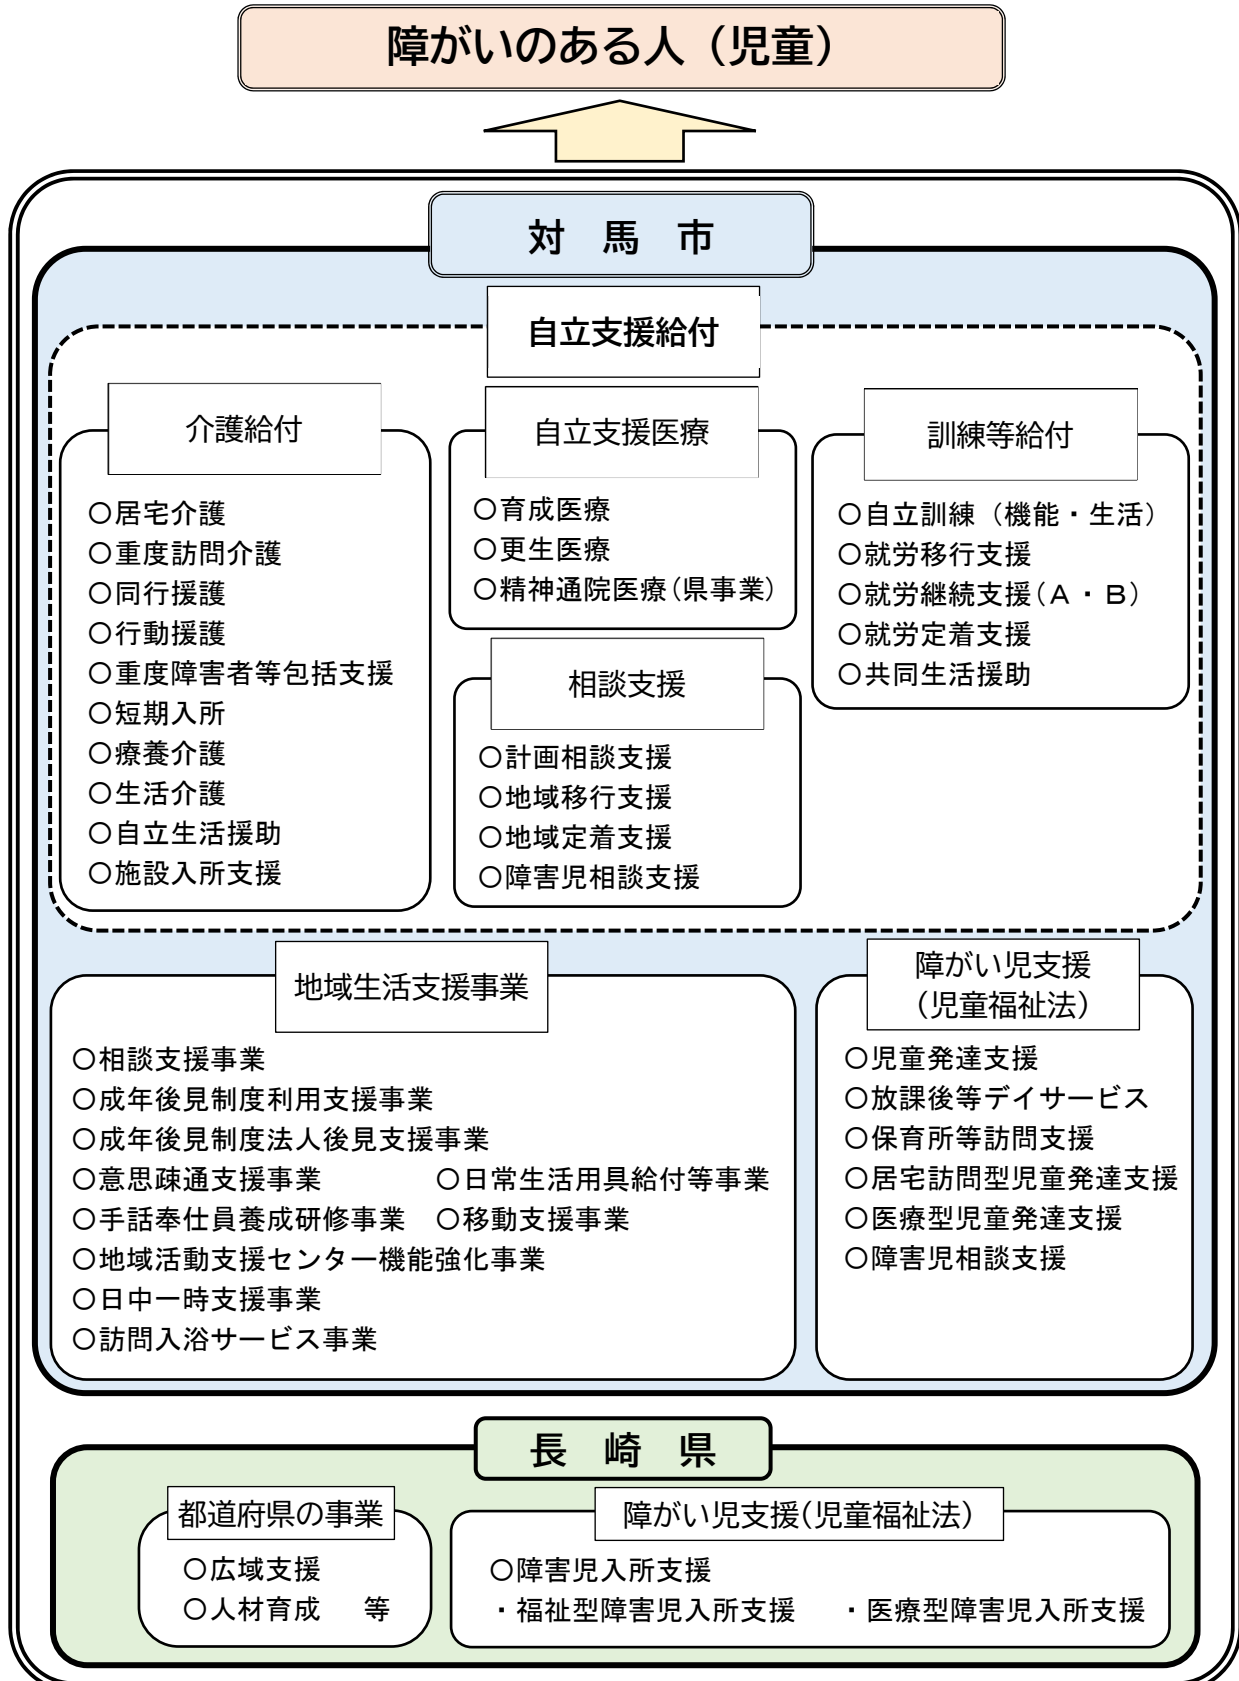 障がいのある人（児童）
対　馬　市
自立支援給付
介護給付
○居宅介護
○重度訪問介護
○同行援護
○行動援護
○重度障害者等包括支援
○短期入所
○療養介護
○生活介護
○自立生活援助
○施設入所支援
自立支援医療
○育成医療
○更生医療
○精神通院医療（県事業）
相談支援
○計画相談支援
○地域移行支援
○地域定着支援
○障害児相談支援
訓練等給付
○自立訓練（機能・生活）
○就労移行支援
○就労継続支援（Ａ・Ｂ）
○就労定着支援
○共同生活援助
地域生活支援事業
○相談支援事業
○成年後見制度利用支援事業
○成年後見制度法人後見支援事業
○意思疎通支援事業　　　　○日常生活用具給付等事業
○手話奉仕員養成研修事業　○移動支援事業
○地域活動支援センター機能強化事業
○日中一時支援事業
○訪問入浴サービス事業
障がい児支援
（児童福祉法）
○児童発達支援
○放課後等デイサービス
○保育所等訪問支援
○居宅訪問型児童発達支援
○医療型児童発達支援
○障害児相談支援
長　崎　県
都道府県の事業
○広域支援
○人材育成　等
障がい児支援（児童福祉法）
○障害児入所支援
・福祉型障害児入所支援　・医療型障害児入所支援